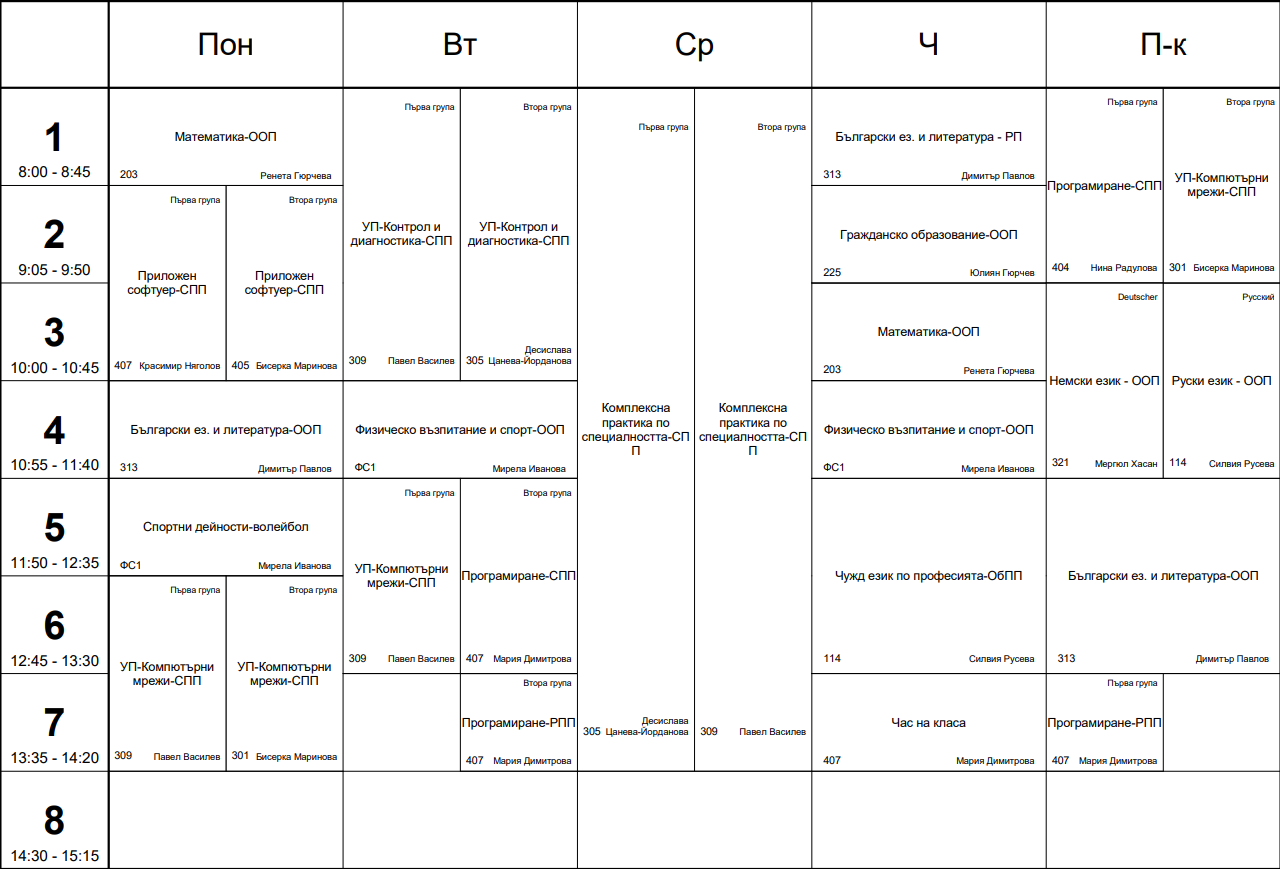 Пон
Вт
Ср
Ч
П-к
1
8:00 - 8:45
Математика-ООП
203 Ренета Гюрчева
Първа група
Втора група
УП-Контрол и
диагностика-СПП
309 Павел Василев
УП-Контрол и
диагностика-СПП
Десислава
305 Цанева-Йорданова
Първа група
Комплексна
практика по
специалността-СП
П
Десислава
305 Цанева-Йорданова
Втора група
Комплексна
практика по
специалността-СП
П
309 Павел Василев
Български ез. и литература - РП
313 Димитър Павлов
Първа група
Програмиране-СПП
404 Нина Радулова
Втора група
УП-Компютърни
мрежи-СПП
301 Бисерка Маринова
2
9:05 - 9:50
Първа група
Приложен
софтуер-СПП
407 Красимир Няголов
Втора група
Приложен
софтуер-СПП
405 Бисерка Маринова
Гражданско образование-ООП
225 Юлиян Гюрчев
3
10:00 - 10:45
Математика-ООП
203 Ренета Гюрчева
Deutscher
Немски език - ООП
321 Мергюл Хасан
Русский
Руски език - ООП
114 Силвия Русева
4
10:55 - 11:40
Български ез. и литература-ООП
313 Димитър Павлов
Физическо възпитание и спорт-ООП
ФС1 Мирела Иванова
Физическо възпитание и спорт-ООП
ФС1 Мирела Иванова
5
11:50 - 12:35
Спортни дейности-волейбол
ФС1 Мирела Иванова
Първа група
УП-Компютърни
мрежи-СПП
309 Павел Василев
Втора група
Програмиране-СПП
407 Мария Димитрова
Чужд език по професията-ОбПП
114 Силвия Русева
Български ез. и литература-ООП
313 Димитър Павлов
6
12:45 - 13:30
Първа група
УП-Компютърни
мрежи-СПП
309 Павел Василев
Втора група
УП-Компютърни
мрежи-СПП
301 Бисерка Маринова
7
13:35 - 14:20
Втора група
Програмиране-РПП
407 Мария Димитрова
Час на класа
407 Мария Димитрова
Първа група
Програмиране-РПП
407 Мария Димитрова
8
14:30 - 15:15